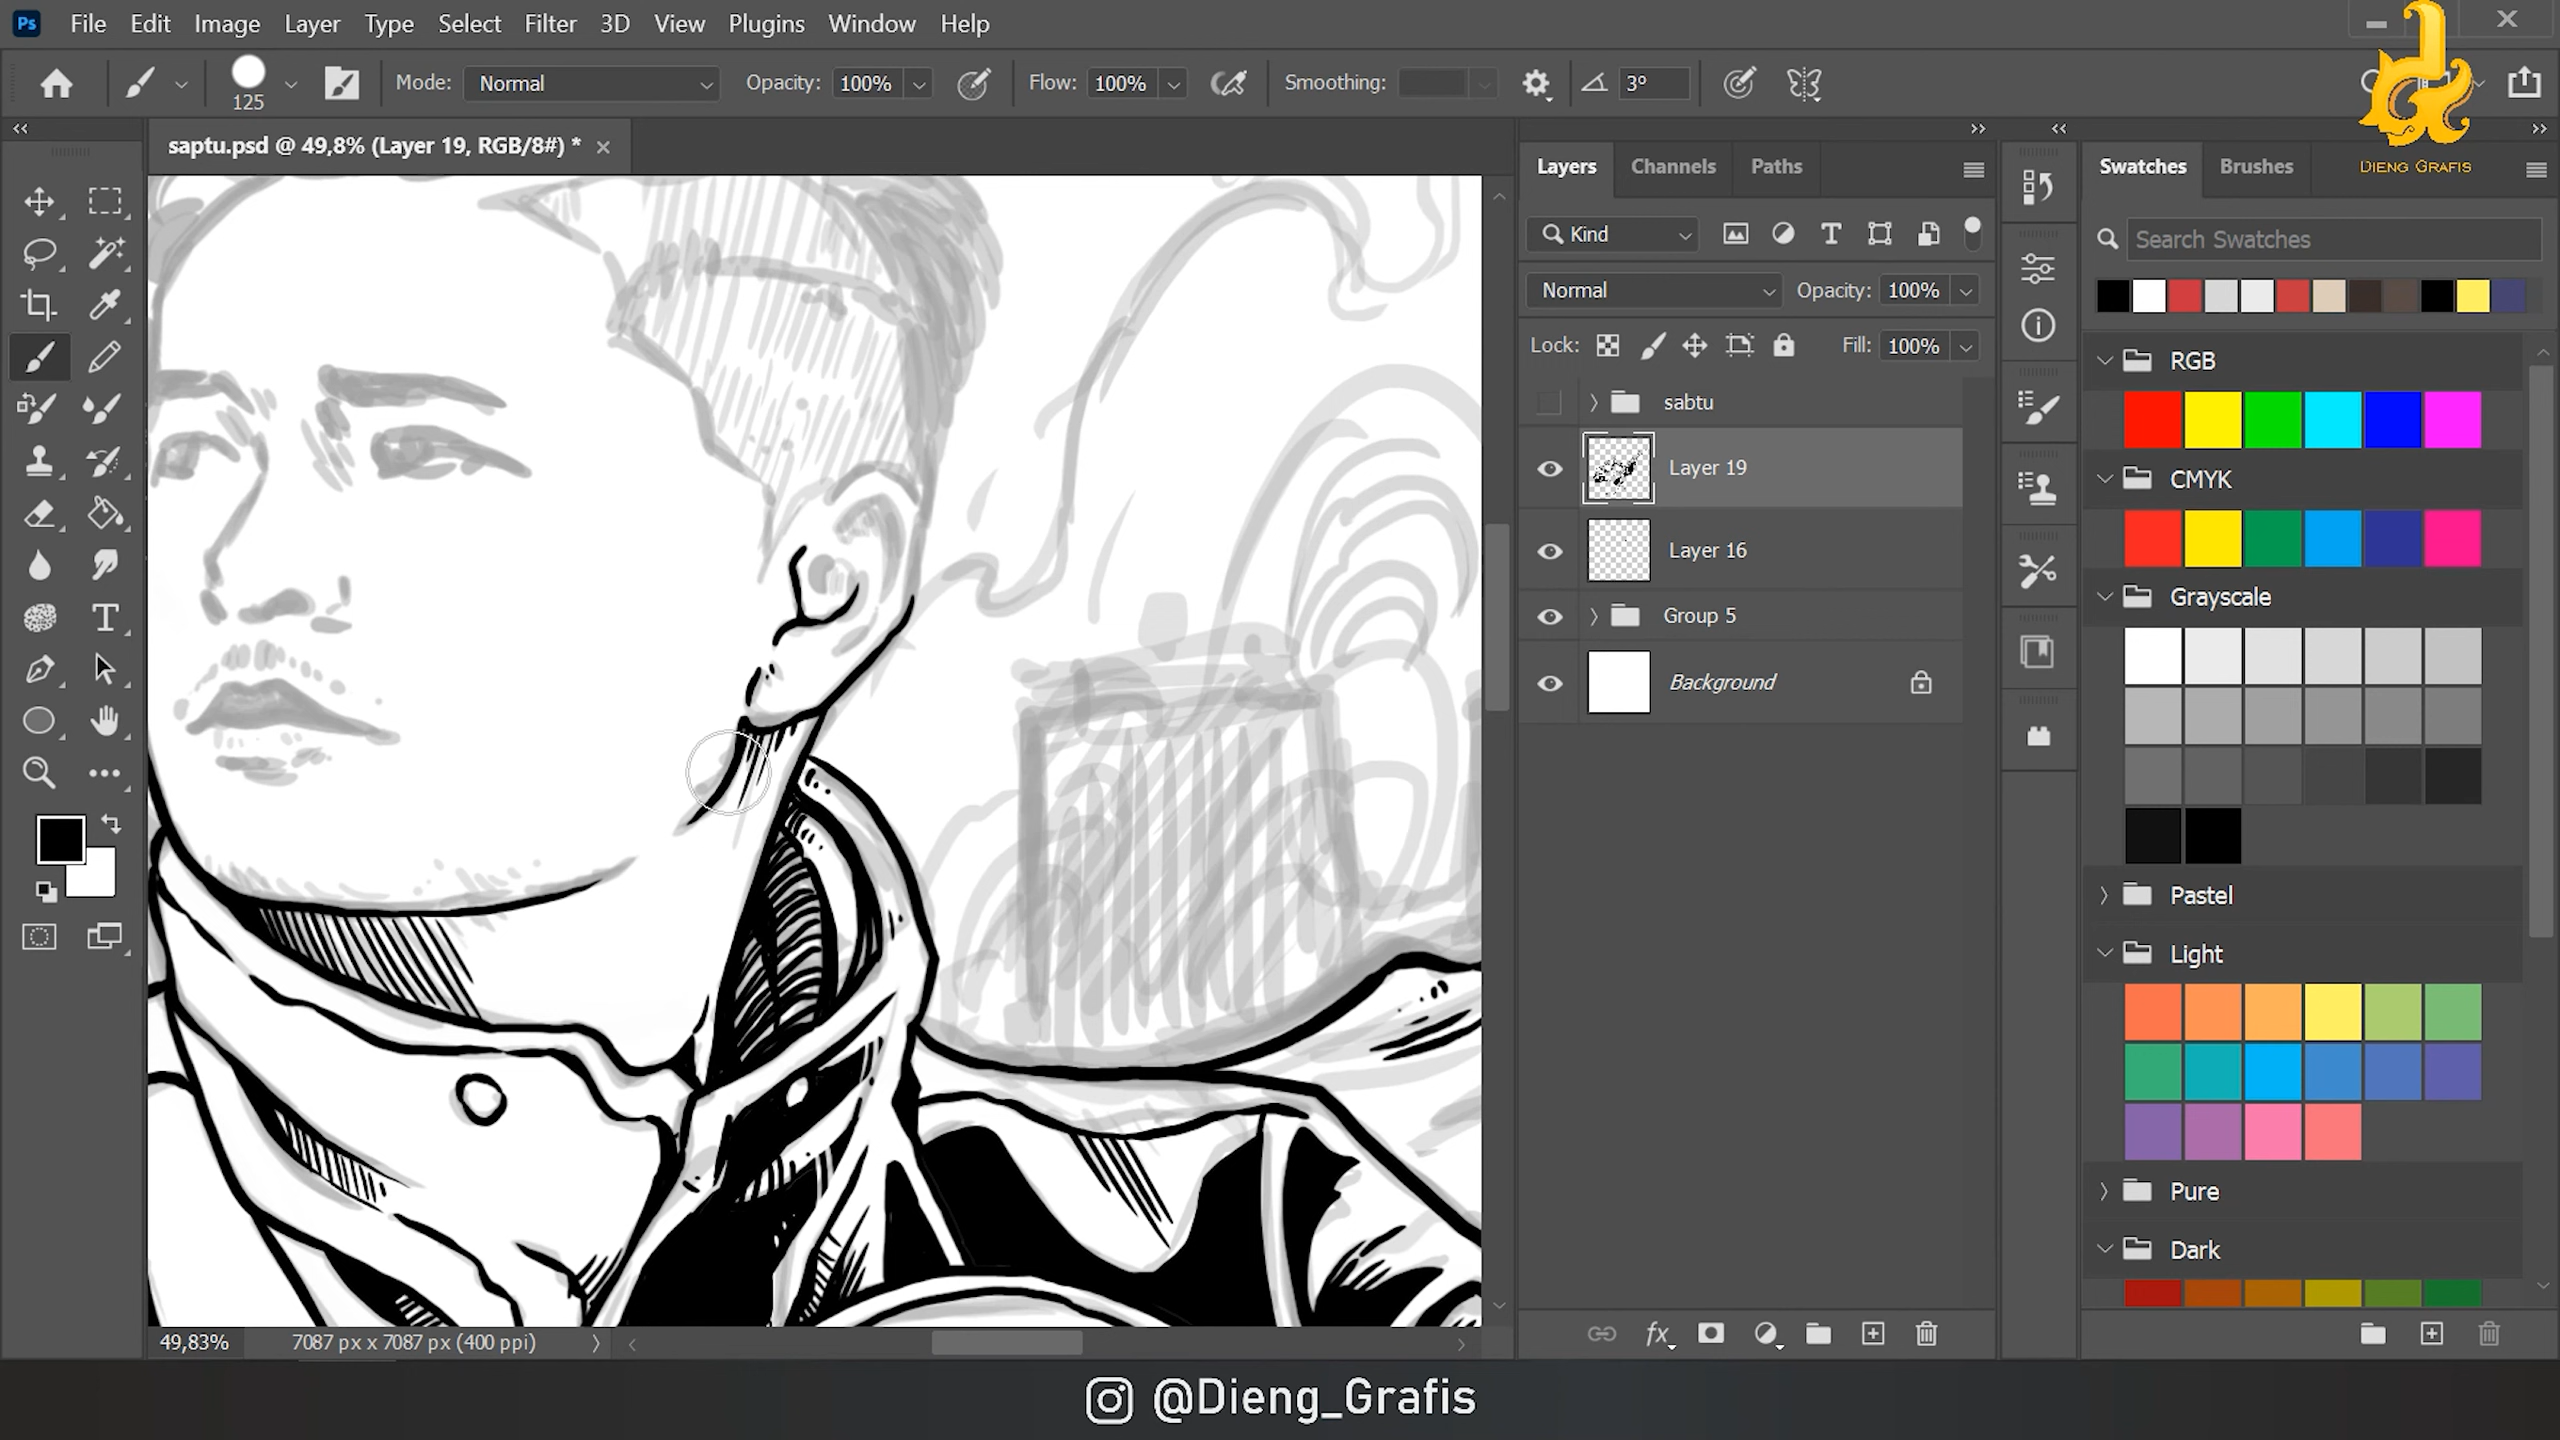 Ps File Edit Image Layer Type Select Filter 3D View Plugins Window Help
125 Mode: Normal Opacity: 100% Flow: 100% Smoothing: 3°
DIENG GRAFIS
saptu.psd @ 49,8% (Layer 19, RGB/8#) *
Layers Channels Paths
Kind
Normal Opacity: 100%
Lock: Fill: 100%
sabtu
Layer 19
Layer 16
Group 5
Background
fx
Swatches Brushes
Search Swatches
RGB
CMYK
Grayscale
Pastel
Light
Pure
Dark
49,83% 7087 px x 7087 px (400 ppi)
@Dieng_Grafis